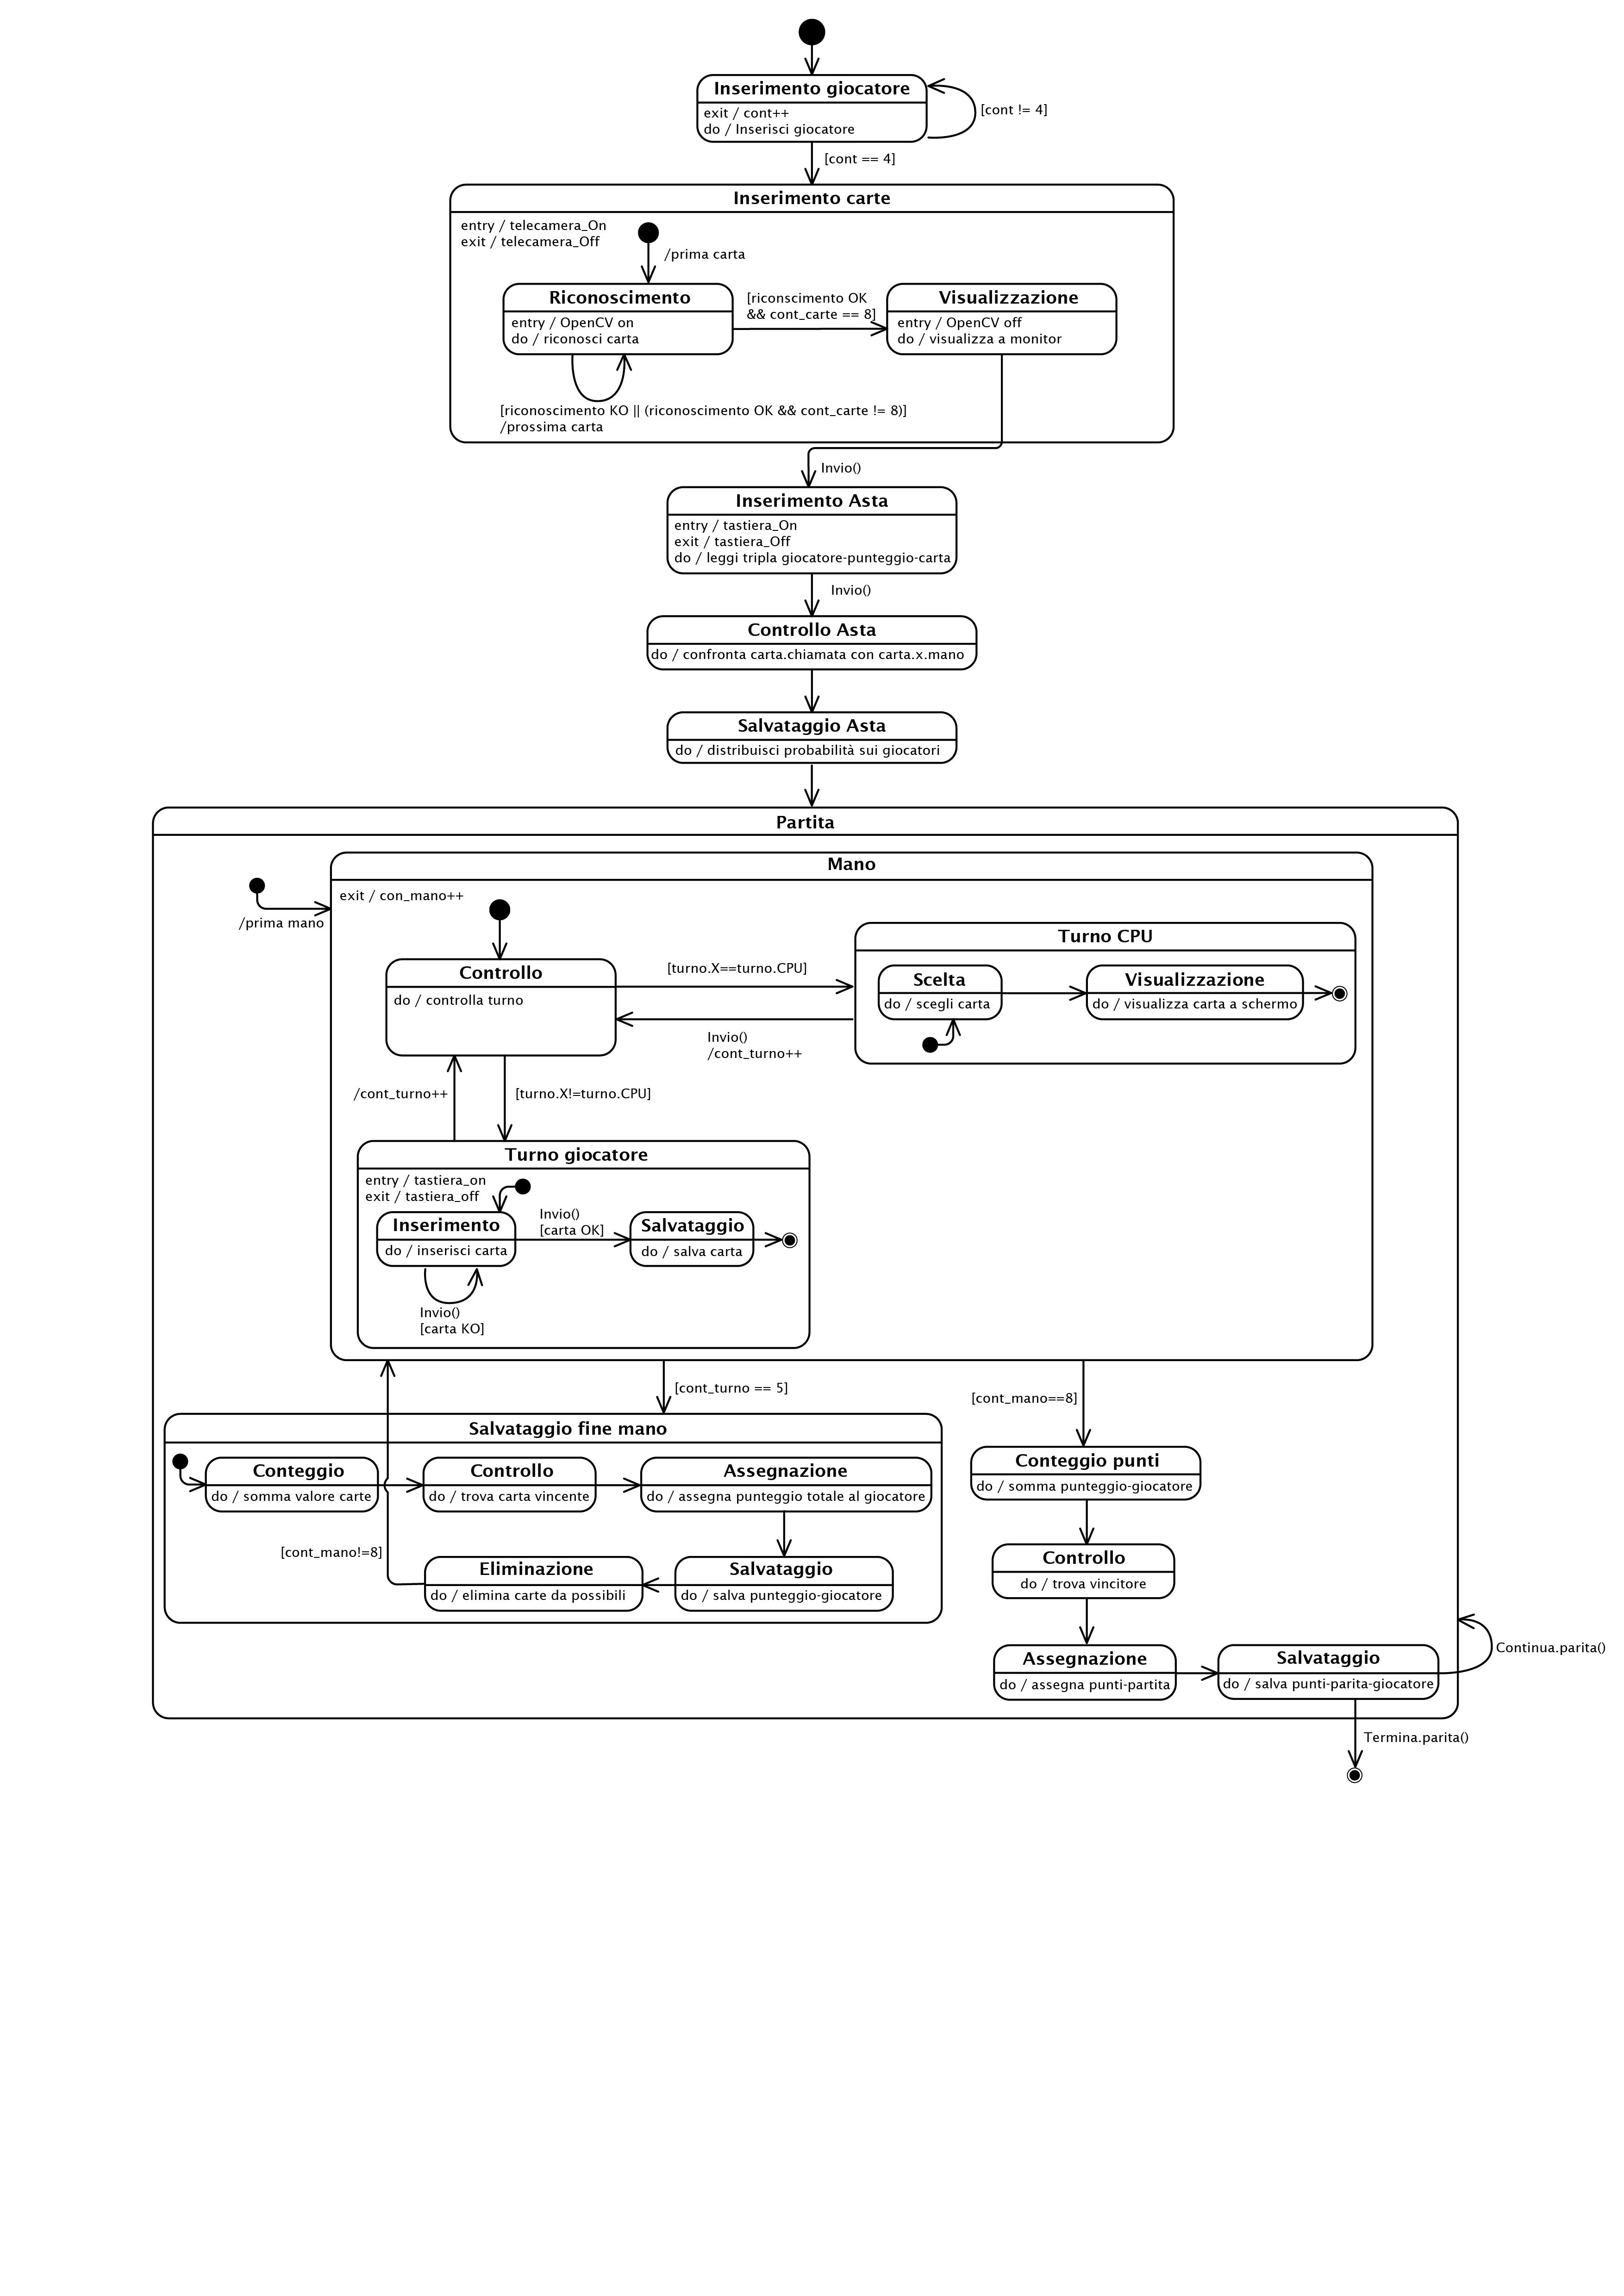 Inserimento giocatore
exit / cont++
do / Inserisci giocatore
[cont != 4]
[cont == 4]
Inserimento carte
entry / telecamera_On
exit / telecamera_Off
/prima carta
Riconoscimento
entry / OpenCV on
do / riconosci carta
[riconscimento OK
&& cont_carte == 8]
Visualizzazione
entry / OpenCV off
do / visualizza a monitor
[riconoscimento KO || (riconoscimento OK && cont_carte != 8)]
/prossima carta
Invio()
Inserimento Asta
entry / tastiera_On
exit / tastiera_Off
do / leggi tripla giocatore-punteggio-carta
Invio()
Controllo Asta
do / confronta carta.chiamata con carta.x.mano
Salvataggio Asta
do / distribuisci probabilità sui giocatori
Partita
/prima mano
Mano
exit / con_mano++
Controllo
do / controlla turno
[turno.X==turno.CPU]
Invio()
/cont_turno++
Turno CPU
Scelta
do / scegli carta
Visualizzazione
do / visualizza carta a schermo
/cont_turno++
[turno.X!=turno.CPU]
Turno giocatore
entry / tastiera_on
exit / tastiera_off
Inserimento
do / inserisci carta
Invio()
[carta OK]
Salvataggio
do / salva carta
Invio()
[carta KO]
[cont_turno == 5]
[cont_mano==8]
Salvataggio fine mano
Conteggio
do / somma valore carte
Controllo
do / trova carta vincente
Assegnazione
do / assegna punteggio totale al giocatore
[cont_mano!=8]
Eliminazione
do / elimina carte da possibili
Salvataggio
do / salva punteggio-giocatore
Conteggio punti
do / somma punteggio-giocatore
Controllo
do / trova vincitore
Assegnazione
do / assegna punti-partita
Salvataggio
do / salva punti-parita-giocatore
Continua.parita()
Termina.parita()